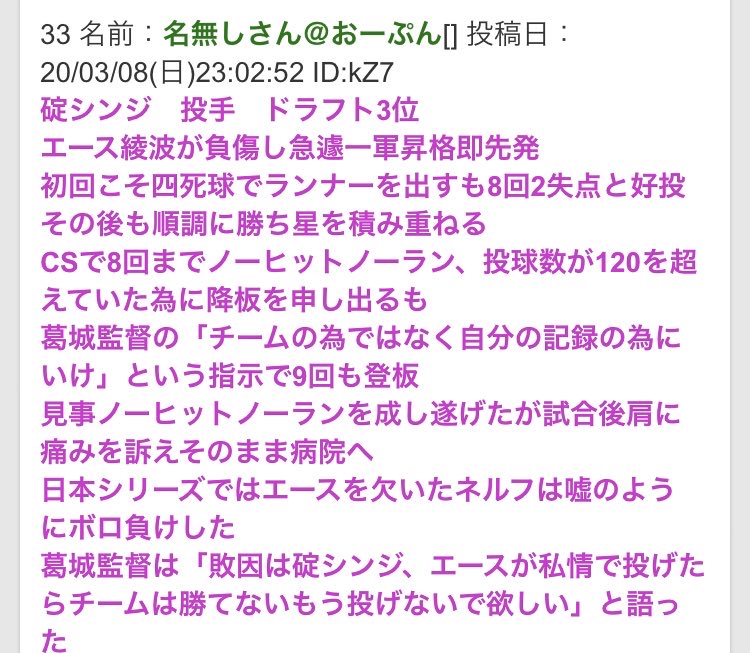 33 名前：名無しさん＠おーぷん[] 投稿日：
20/03/08(日)23:02:52 ID:kZ7
碇シンジ　投手　ドラフト3位
エース綾波が負傷し急遽一軍昇格即先発
初回こそ四死球でランナーを出すも8回2失点と好投
その後も順調に勝ち星を積み重ねる
CSで8回までノーヒットノーラン、投球数が120を超
えていた為に降板を申し出るも
葛城監督の「チームの為ではなく自分の記録の為に
いけ」という指示で9回も登板
見事ノーヒットノーランを成し遂げたが試合後肩に
痛みを訴えそのまま病院へ
日本シリーズではエースを欠いたネルフは嘘のよう
にボロ負けした
葛城監督は「敗因は碇シンジ、エースが私情で投げた
らチームは勝てないもう投げないで欲しい」と語っ
た